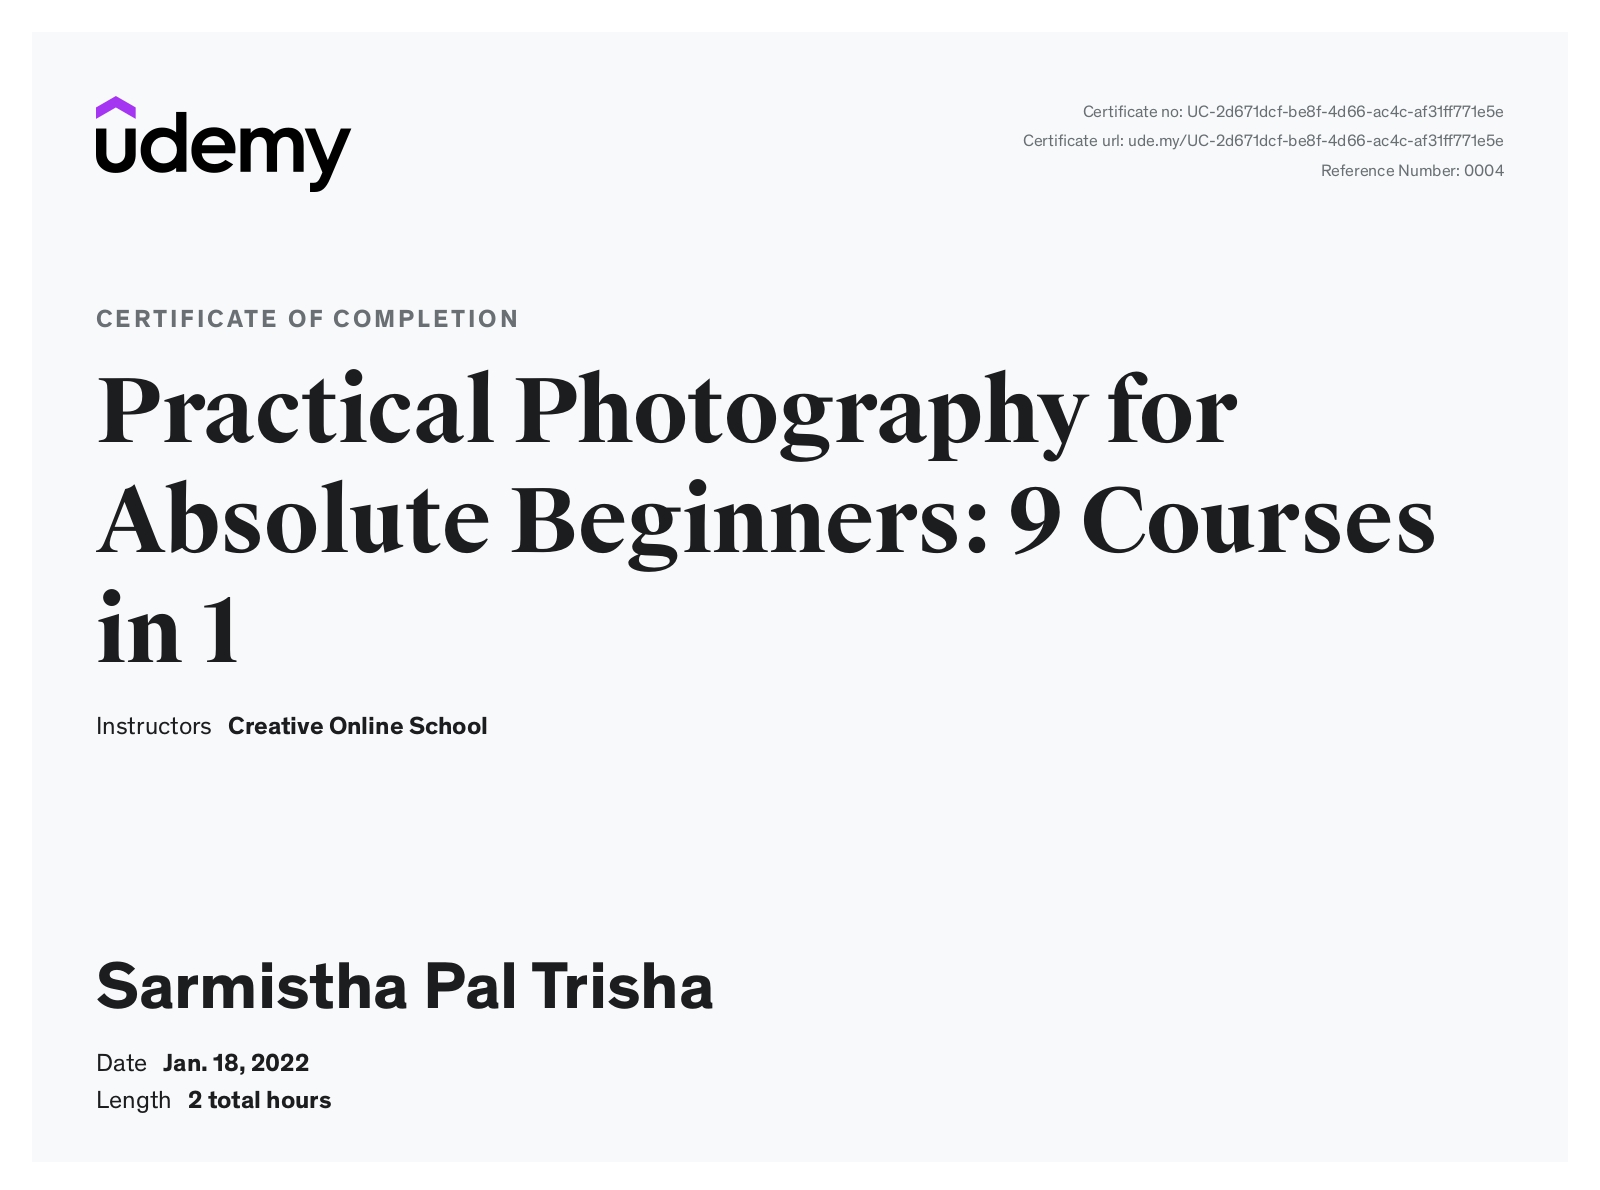 udemy
Certificate no: UC-2d671dcf-be8f-4d66-ac4c-af31ff771e5e
Certificate url: ude.my/UC-2d671dcf-be8f-4d66-ac4c-af31ff771e5e
Reference Number: 0004
CERTIFICATE OF COMPLETION
Practical Photography for
Absolute Beginners: 9 Courses
in 1
Instructors Creative Online School
Sarmistha Pal Trisha
Date Jan. 18, 2022
Length 2 total hours